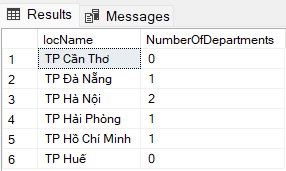 Results Messages
locName NumberOfDepartments
1 TP Cần Thơ 0
2 TP Đà Nẵng 1
3 TP Hà Nội 2
4 TP Hải Phòng 1
5 TP Hồ Chí Minh 1
6 TP Huế 0